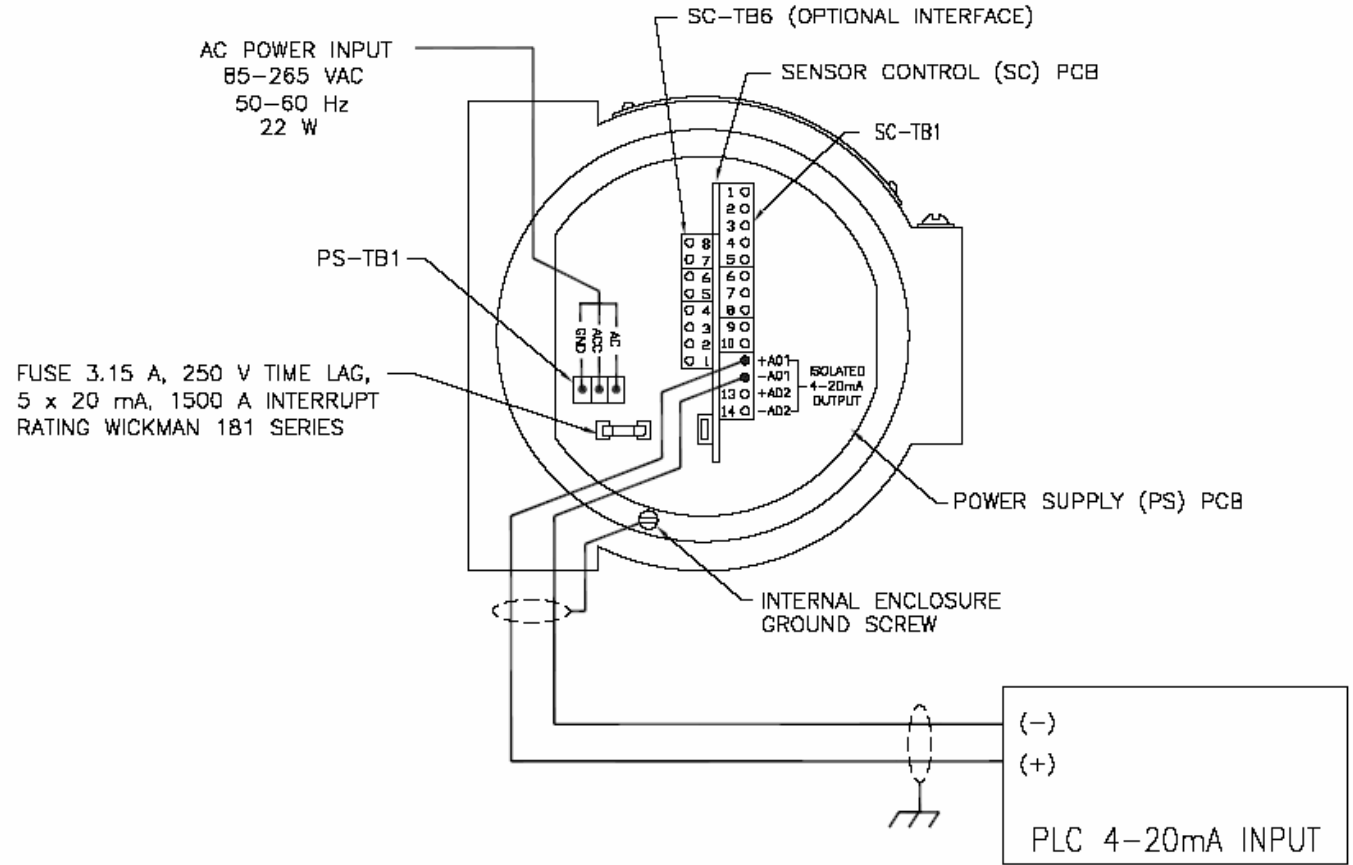 SC-TB6 (OPTIONAL INTERFACE)
AC POWER INPUT
85-265 VAC
50-60 Hz
22 W
SENSOR CONTROL (SC) PCB
SC-TB1
PS-TB1
GND
ACC
AC
8
7
6
5
4
3
2
1
1
2
3
4
5
6
7
8
9
10
+AO1
-AO1
13 +AO2
14 -AO2
ISOLATED
4-20mA
OUTPUT
FUSE 3.15 A, 250 V TIME LAG,
5 x 20 mA, 1500 A INTERRUPT
RATING WICKMAN 181 SERIES
POWER SUPPLY (PS) PCB
INTERNAL ENCLOSURE
GROUND SCREW
(-)
(+)
PLC 4-20mA INPUT